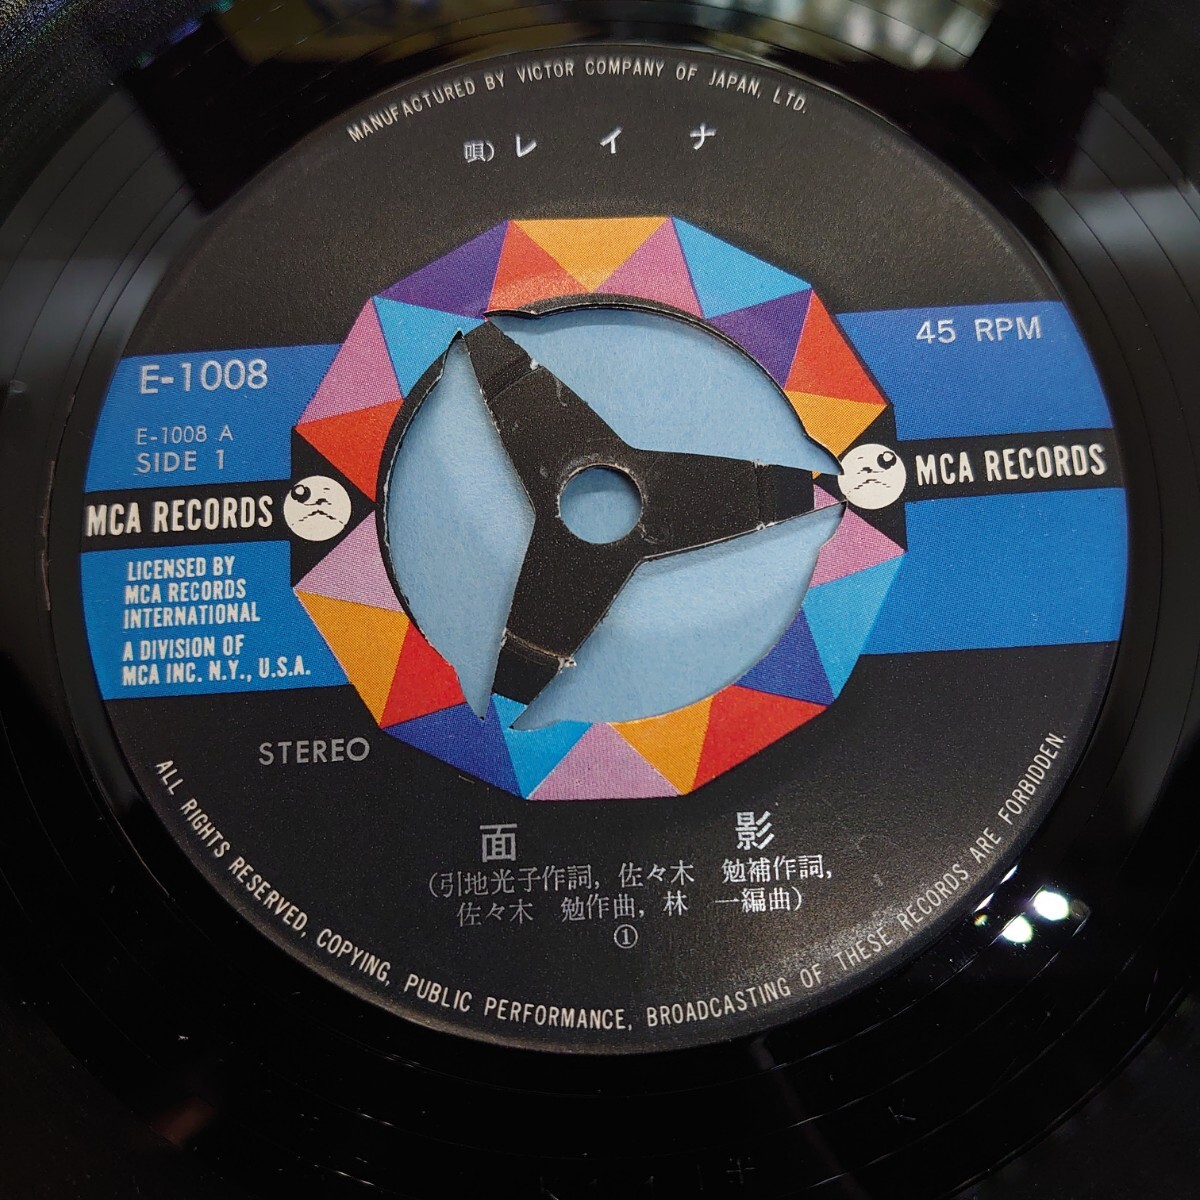 MANUFACTURED BY VICTOR COMPANY OF JAPAN, LTD.
唄) レイナ
45 RPM
E-1008
E-1008 A
SIDE 1
MCA RECORDS
MCA RECORDS
LICENSED BY
MCA RECORDS
INTERNATIONAL
A DIVISION OF
MCA INC. N.Y., U.S.A.
STEREO
面影
(引地光子作詞, 佐々木 勉補作詞,
佐々木 勉作曲, 林 一編曲)
①
ALL RIGHTS RESERVED, COPYING, PUBLIC PERFORMANCE, BROADCASTING OF THESE RECORDS ARE FORBIDDEN.